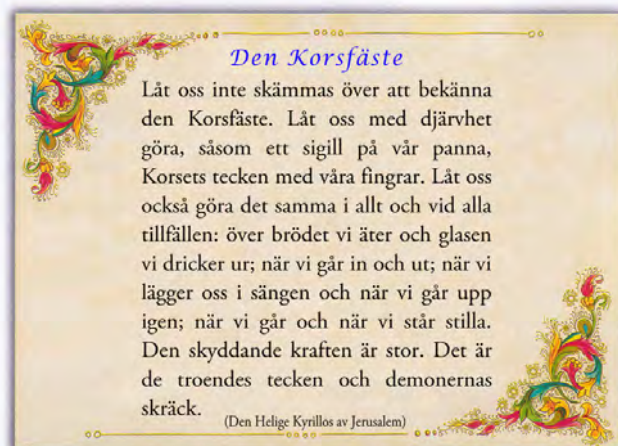 Den Korsfäste
Låt oss inte skämmas över att bekänna
den Korsfäste. Låt oss med djärvhet
göra, såsom ett sigill på vår panna,
Korsets tecken med våra fingrar. Låt oss
också göra det samma i allt och vid alla
tillfällen: över brödet vi äter och glasen
vi dricker ur; när vi går in och ut; när vi
lägger oss i sängen och när vi går upp
igen; när vi går och när vi står stilla.
Den skyddande kraften är stor. Det är
de troendes tecken och demonernas
skräck.
(Den Helige Kyrillos av Jerusalem)